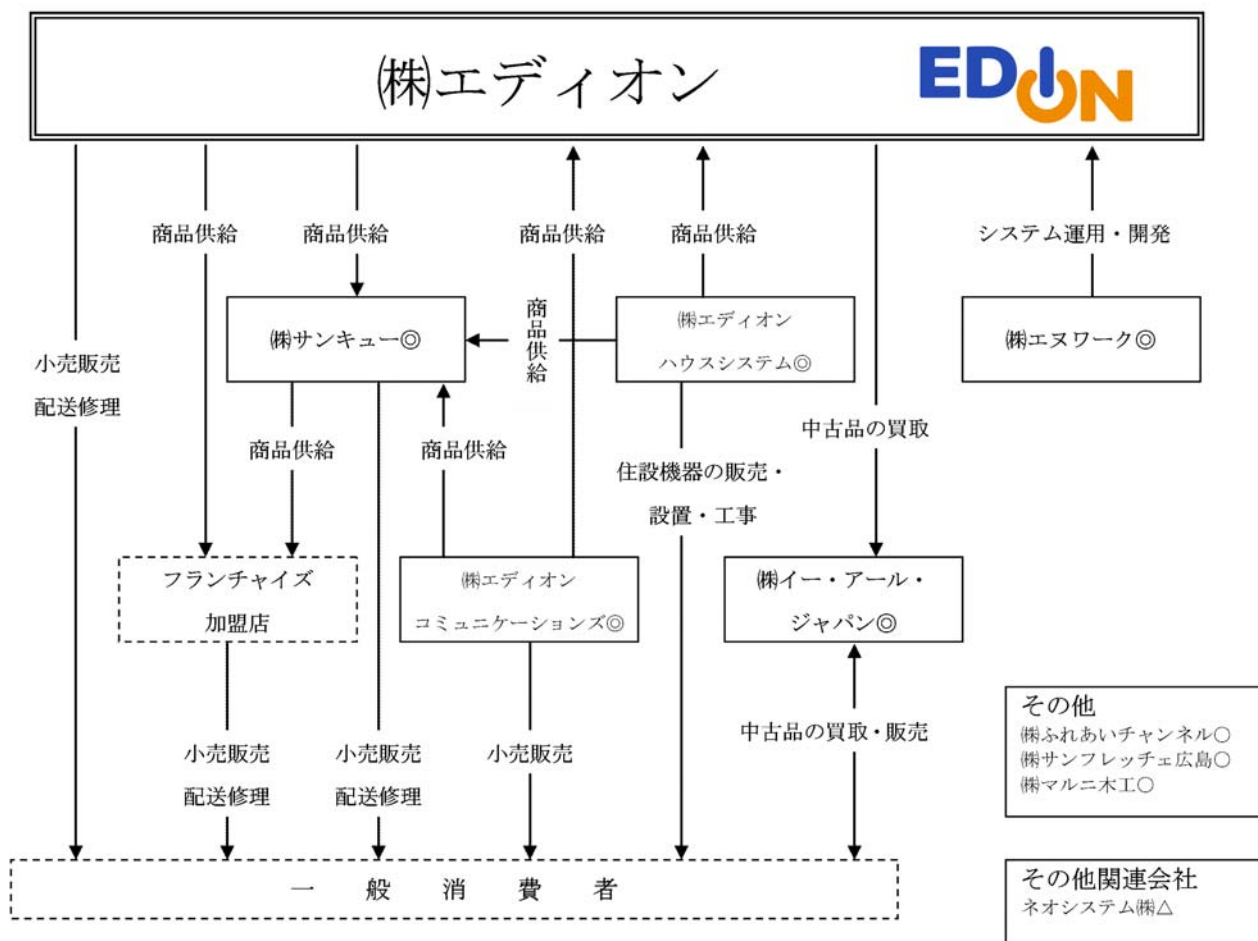 ㈱エディオン
EDION
商品供給
商品供給
商品供給
商品供給
システム運用・開発
㈱サンキュー◎
商品供給
㈱エディオン
ハウスシステム◎
㈱エヌワーク◎
小売販売
配送修理
商品供給
商品供給
中古品の買取
住設機器の販売・
設置・工事
フランチャイズ
加盟店
㈱エディオン
コミュニケーションズ◎
㈱イー・アール・
ジャパン◎
小売販売
配送修理
小売販売
配送修理
小売販売
中古品の買取・販売
その他
㈱ふれあいチャンネル○
㈱サンフレッチェ広島○
㈱マルニ木工○
一般消費者
その他関連会社
ネオシステム㈱△